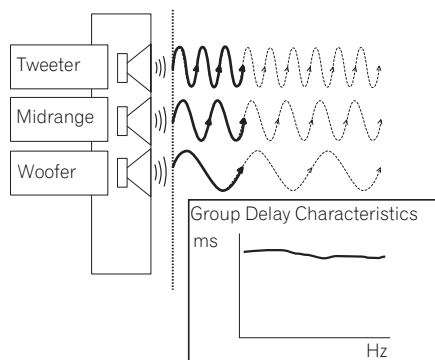 Tweeter
Midrange
Woofer
Group Delay Characteristics
ms
Hz